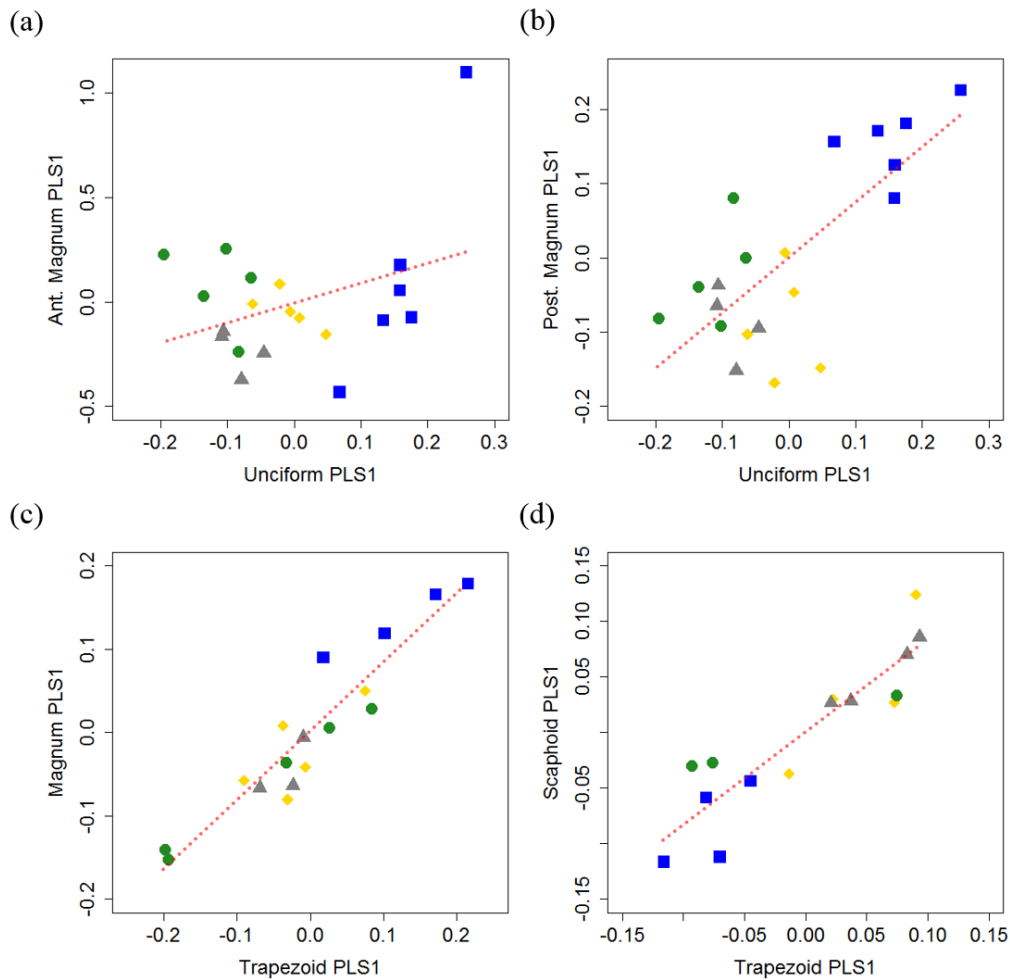 (a)
1.0
0.5
0.0
-0.5
Ant. Magnum PLS1
-0.2 -0.1 0.0 0.1 0.2 0.3
Unciform PLS1
(b)
0.2
0.1
0.0
-0.1
-0.2
Post. Magnum PLS1
-0.2 -0.1 0.0 0.1 0.2 0.3
Unciform PLS1
(c)
0.2
0.1
0.0
-0.1
-0.2
Magnum PLS1
-0.2 -0.1 0.0 0.1 0.2
Trapezoid PLS1
(d)
0.15
0.10
0.05
-0.05
-0.15
Scaphoid PLS1
-0.15 -0.05 0.00 0.05 0.10 0.15
Trapezoid PLS1